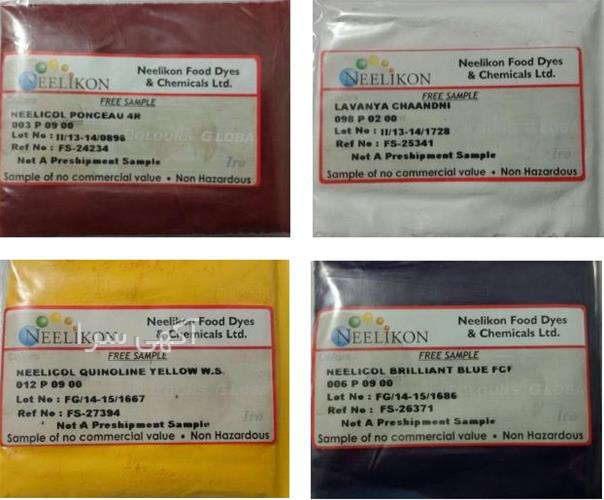 NEELIKON
Neelikon Food Dyes
& Chemicals Ltd.
FREE SAMPLE
NEELICOL PONCEAU 4R
003 P 09 00
Lot No : II/13-14/0896
Ref No : FS-24234
Not A Preshipment Sample
Sample of no commercial value • Non Hazardous
NEELIKON
Neelikon Food Dyes
& Chemicals Ltd.
FREE SAMPLE
LAVANYA CHAANDNI
098 P 02 00
Lot No : II/13-14/1728
Ref No : FS-25341
Not A Preshipment Sample
Sample of no commercial value • Non Hazardous
NEELIKON
Neelikon Food Dyes
& Chemicals Ltd.
آگهی سرا
FREE SAMPLE
NEELICOL QUINOLINE YELLOW W.S
012 P 09 00
Lot No : FG/14-15/1667
Ref No : FS-27394
Not A Preshipment Sample
Sample of no commercial value • Non Hazardous
NEELIKON
Neelikon Food Dyes
& Chemicals Ltd.
FREE SAMPLE
NEELICOL BRILLIANT BLUE FCF
006 P 09 00
Lot No : FG/14-15/1686
Ref No : FS-26371
Not A Preshipment Sample
Sample of no commercial value • Non Hazardous